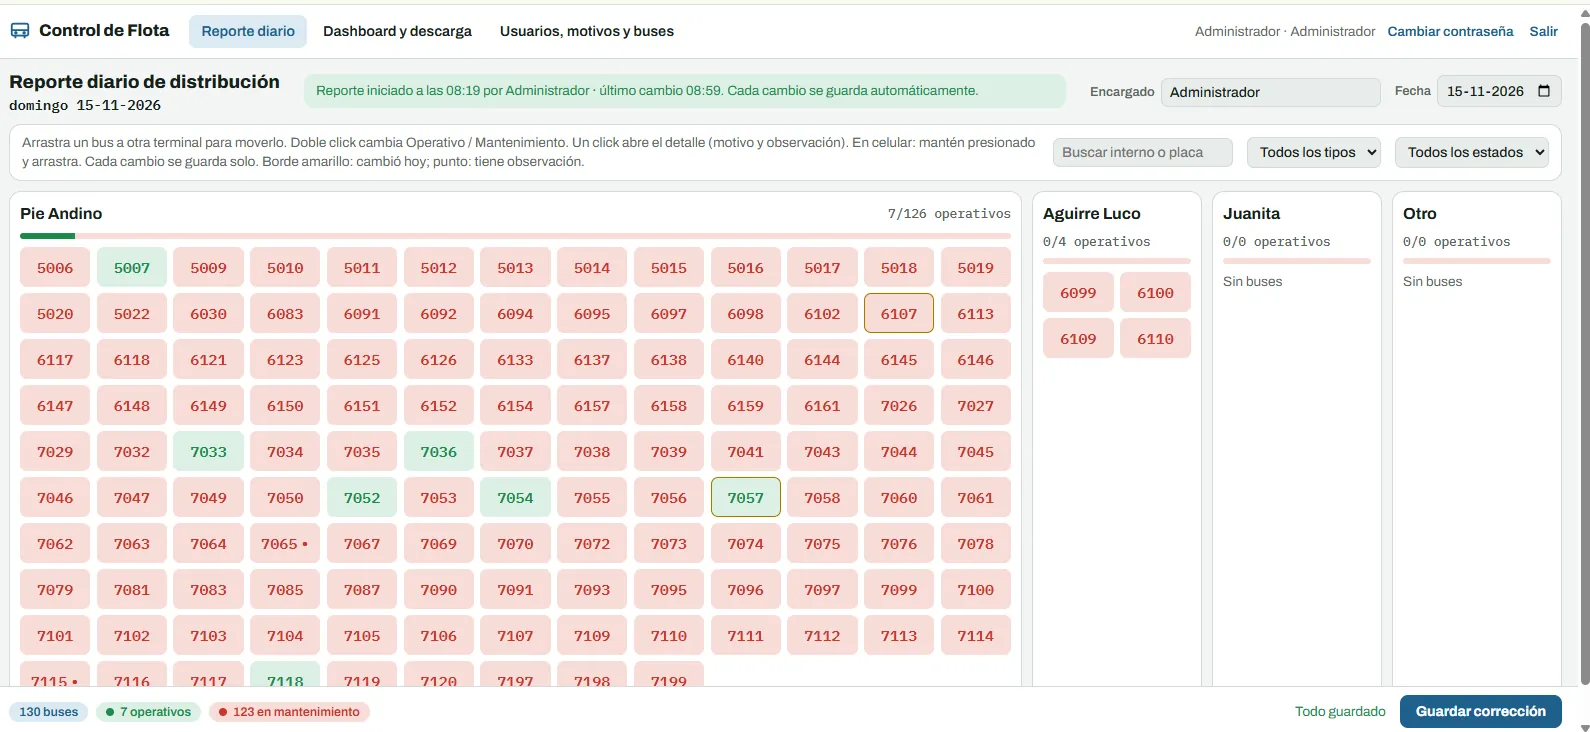 Control de Flota Reporte diario Dashboard y descarga Usuarios, motivos y buses Administrador · Administrador Cambiar contraseña Salir
Reporte diario de distribución
domingo 15-11-2026
Reporte iniciado a las 08:19 por Administrador · último cambio 08:59. Cada cambio se guarda automáticamente.
Encargado Administrador Fecha 15-11-2026
Arrastra un bus a otra terminal para moverlo. Doble click cambia Operativo / Mantenimiento. Un click abre el detalle (motivo y observación). En celular: mantén presionado
y arrastra. Cada cambio se guarda solo. Borde amarillo: cambió hoy; punto: tiene observación.
Buscar interno o placa Todos los tipos Todos los estados
Pie Andino 7/126 operativos
5006 5007 5009 5010 5011 5012 5013 5014 5015 5016 5017 5018 5019
5020 5022 6030 6083 6091 6092 6094 6095 6097 6098 6102 6107 6113
6117 6118 6121 6123 6125 6126 6133 6137 6138 6140 6144 6145 6146
6147 6148 6149 6150 6151 6152 6154 6157 6158 6159 6161 7026 7027
7029 7032 7033 7034 7035 7036 7037 7038 7039 7041 7043 7044 7045
7046 7047 7049 7050 7052 7053 7054 7055 7056 7057 7058 7060 7061
7062 7063 7064 7065 • 7067 7069 7070 7072 7073 7074 7075 7076 7078
7079 7081 7083 7085 7087 7090 7091 7093 7095 7096 7097 7099 7100
7101 7102 7103 7104 7105 7106 7107 7109 7110 7111 7112 7113 7114
7115 • 7116 7117 7118 7119 7120 7197 7198 7199
Aguirre Luco
0/4 operativos
6099 6100
6109 6110
Juanita
0/0 operativos
Sin buses
Otro
0/0 operativos
Sin buses
130 buses 7 operativos 123 en mantenimiento Todo guardado Guardar corrección